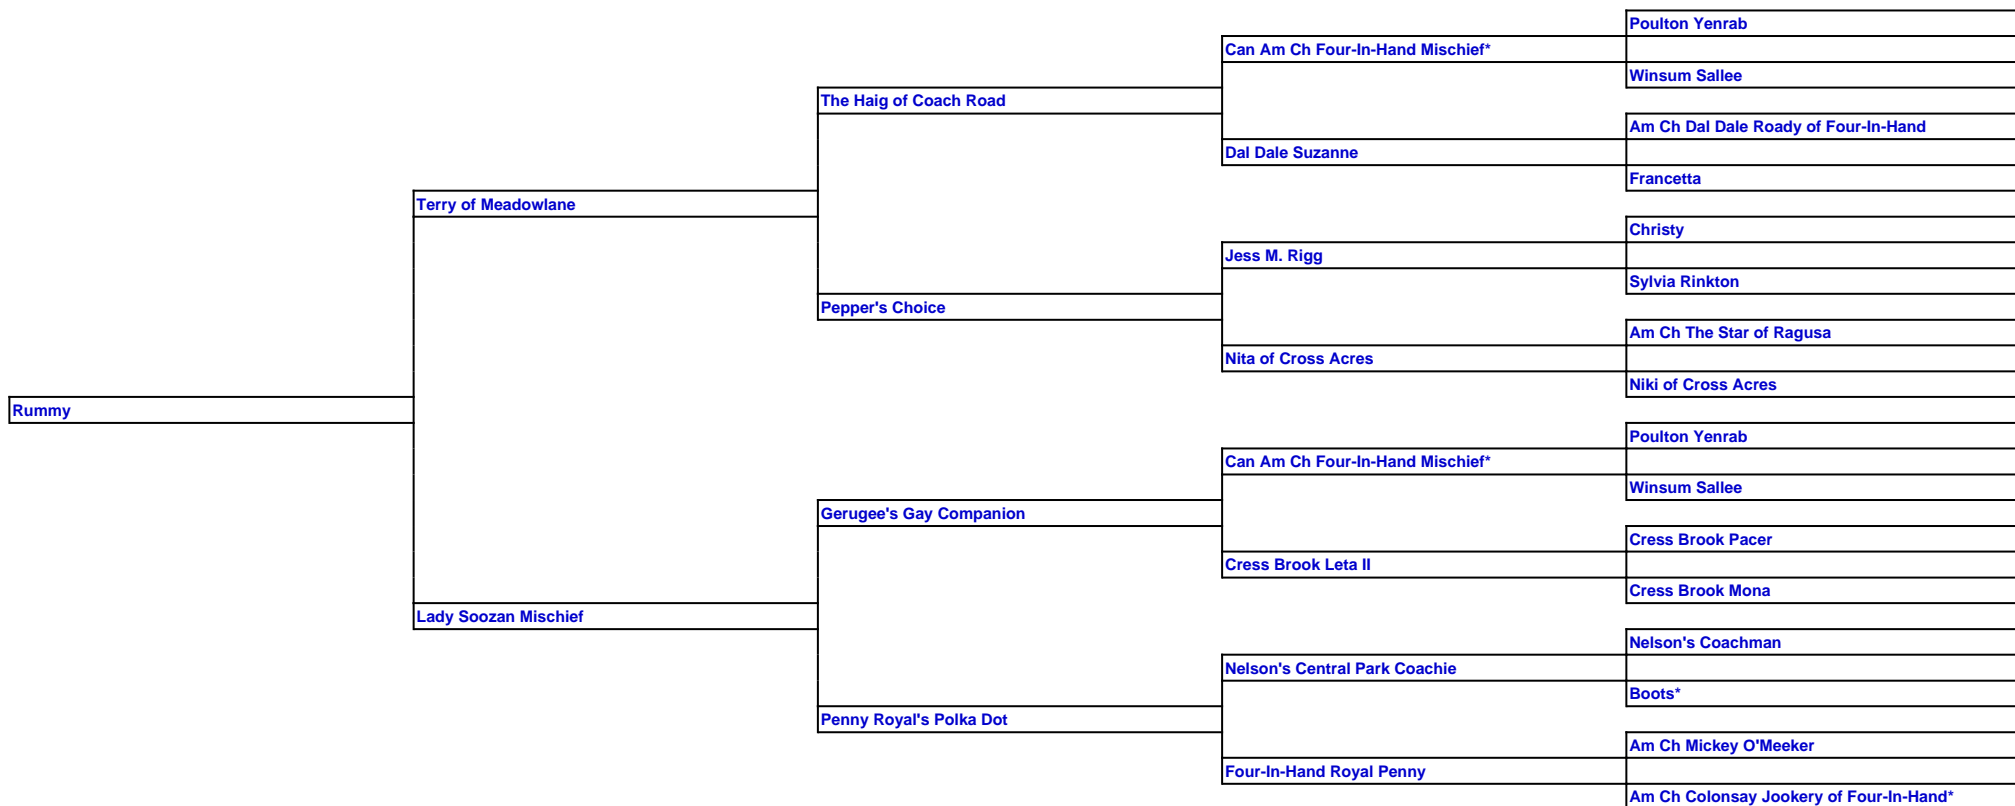 Poulton Yenrab
Can Am Ch Four-In-Hand Mischief*
Winsum Sallee
The Haig of Coach Road
Am Ch Dal Dale Roady of Four-In-Hand
Dal Dale Suzanne
Francetta
Terry of Meadowlane
Christy
Jess M. Rigg
Sylvia Rinkton
Pepper's Choice
Am Ch The Star of Ragusa
Nita of Cross Acres
Niki of Cross Acres
Rummy
Poulton Yenrab
Can Am Ch Four-In-Hand Mischief*
Winsum Sallee
Gerugee's Gay Companion
Cress Brook Pacer
Cress Brook Leta II
Cress Brook Mona
Lady Soozan Mischief
Nelson's Coachman
Nelson's Central Park Coachie
Boots*
Penny Royal's Polka Dot
Am Ch Mickey O'Meeker
Four-In-Hand Royal Penny
Am Ch Colonsay Jookery of Four-In-Hand*